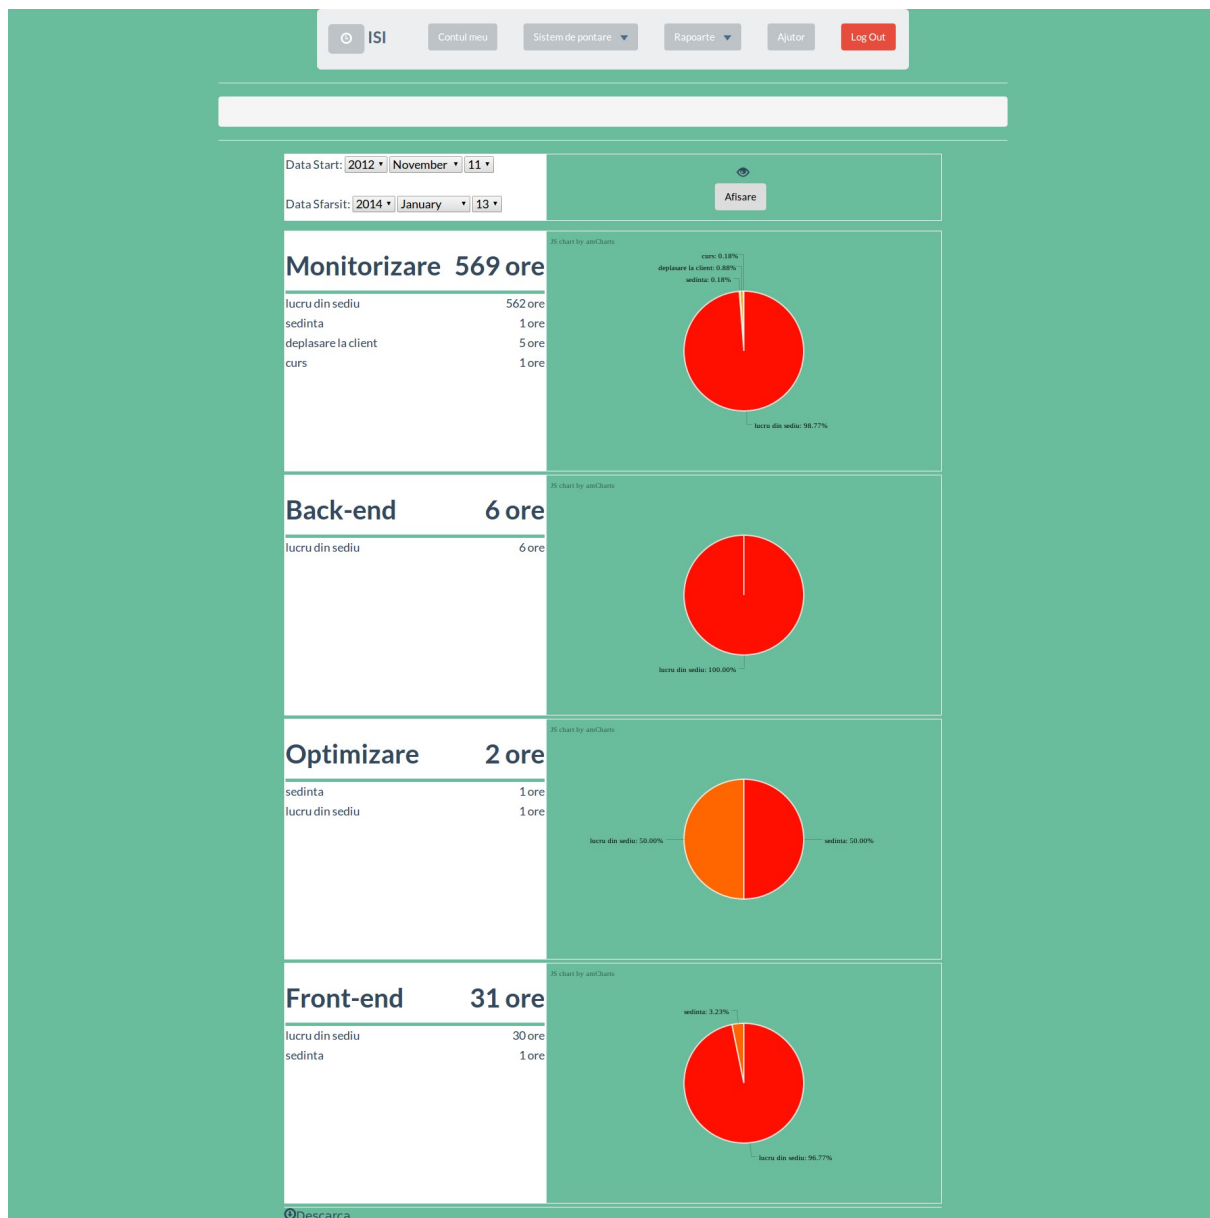 ISI Contul meu Sistem de pontare Rapoarte Ajutor Log Out
Data Start: 2012 November 11
Data Sfarsit: 2014 January 13
Afisare
Monitorizare 569 ore
lucru din sediu 562 ore
sedinta 1 ore
deplasare la client 5 ore
curs 1 ore
JS chart by amCharts
curs: 0.18%
deplasare la client: 0.88%
sedinta: 0.18%
lucru din sediu: 98.77%
Back-end 6 ore
lucru din sediu 6 ore
JS chart by amCharts
lucru din sediu: 100.00%
Optimizare 2 ore
sedinta 1 ore
lucru din sediu 1 ore
JS chart by amCharts
lucru din sediu: 50.00%
sedinta: 50.00%
Front-end 31 ore
lucru din sediu 30 ore
sedinta 1 ore
JS chart by amCharts
sedinta: 3.23%
lucru din sediu: 96.77%
Descarca